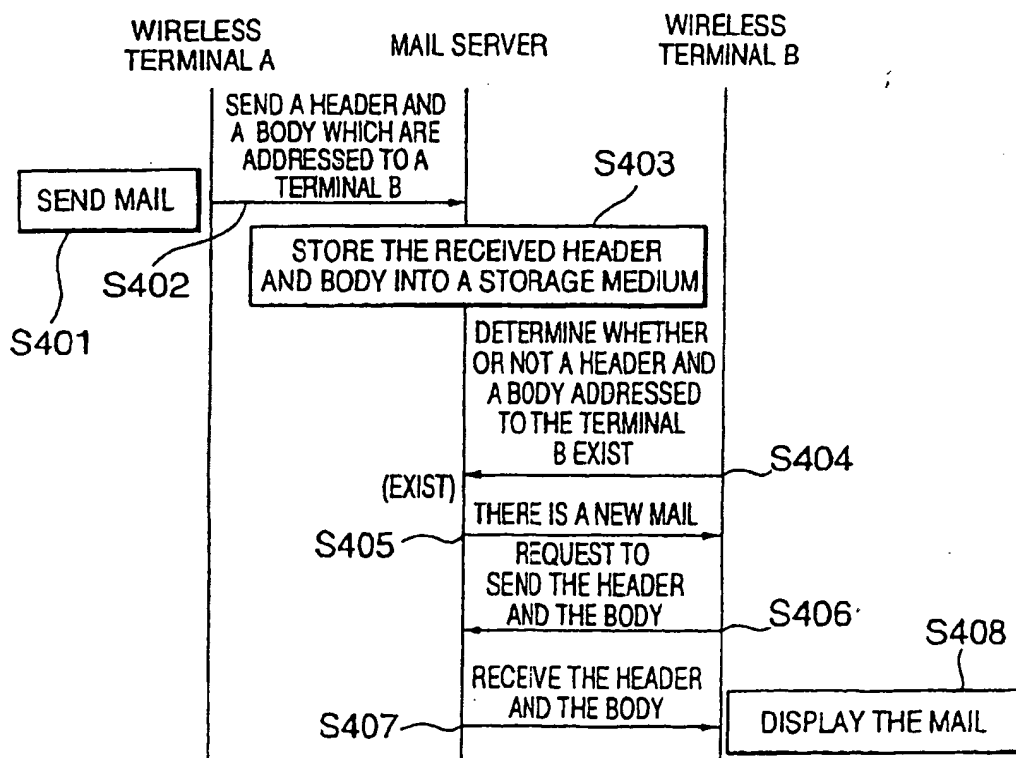 WIRELESS
TERMINAL A
MAIL SERVER
WIRELESS
TERMINAL B
SEND A HEADER AND
A BODY WHICH ARE
ADDRESSED TO A
TERMINAL B
S403
SEND MAIL
STORE THE RECEIVED HEADER
AND BODY INTO A STORAGE MEDIUM
S402
S401
DETERMINE WHETHER
OR NOT A HEADER AND
A BODY ADDRESSED
TO THE TERMINAL
B EXIST
S404
(EXIST)
THERE IS A NEW MAIL
S405
REQUEST TO
SEND THE HEADER
AND THE BODY
S406
S408
RECEIVE THE HEADER
AND THE BODY
S407
DISPLAY THE MAIL